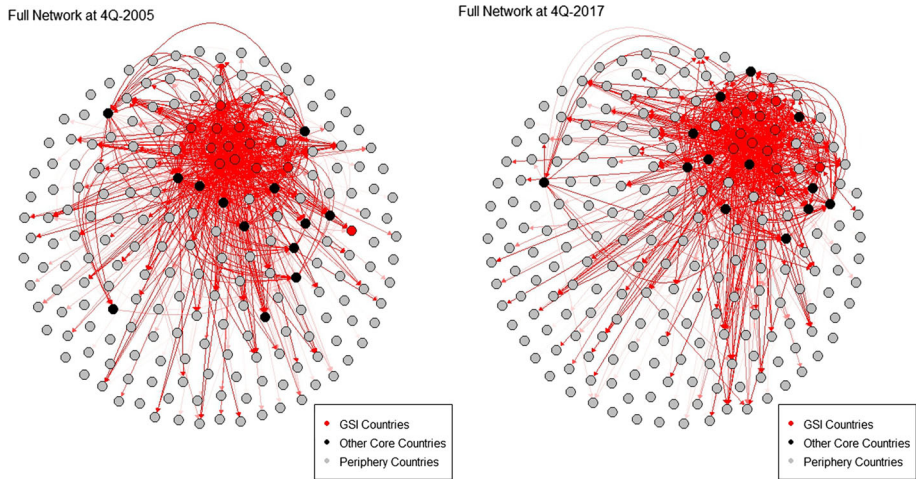 Full Network at 4Q-2005
Full Network at 4Q-2017
GSI Countries
Other Core Countries
Periphery Countries
GSI Countries
Other Core Countries
Periphery Countries